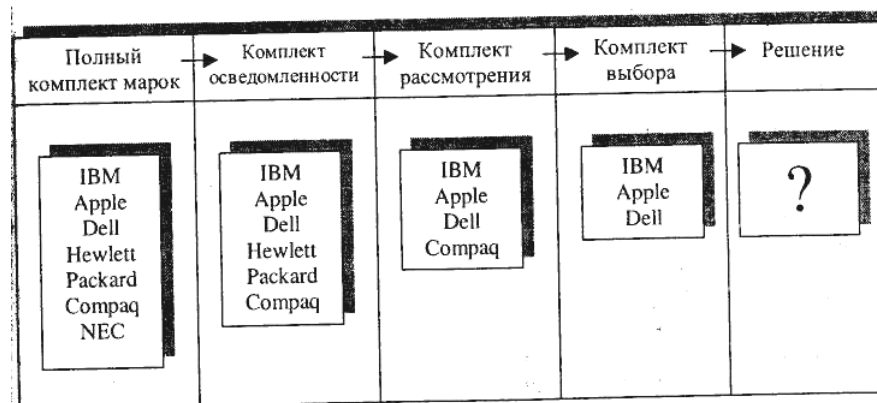 Полный
комплект марок
Комплект
осведомленности
Комплект
рассмотрения
Комплект
выбора
Решение
IBM
Apple
Dell
Hewlett
Packard
Compaq
NEC
IBM
Apple
Dell
Hewlett
Packard
Compaq
IBM
Apple
Dell
Compaq
IBM
Apple
Dell
?